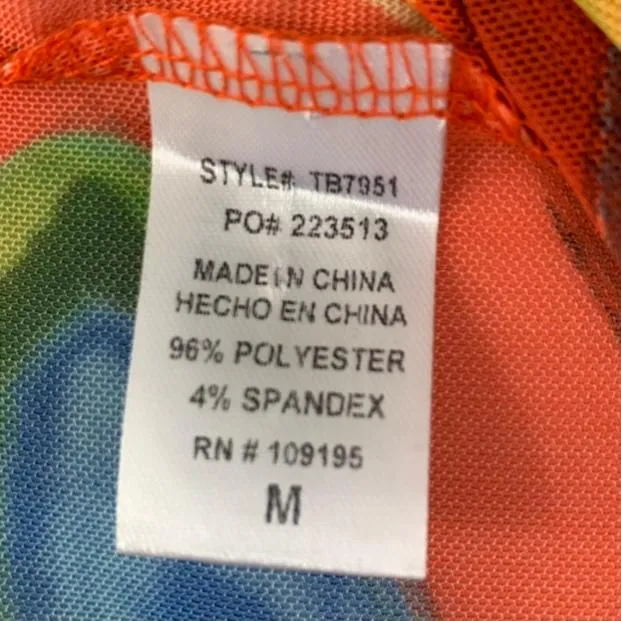 STYLE# TB7951
PO# 223513
MADE IN CHINA
HECHO EN CHINA
96% POLYESTER
4% SPANDEX
RN # 109195
M